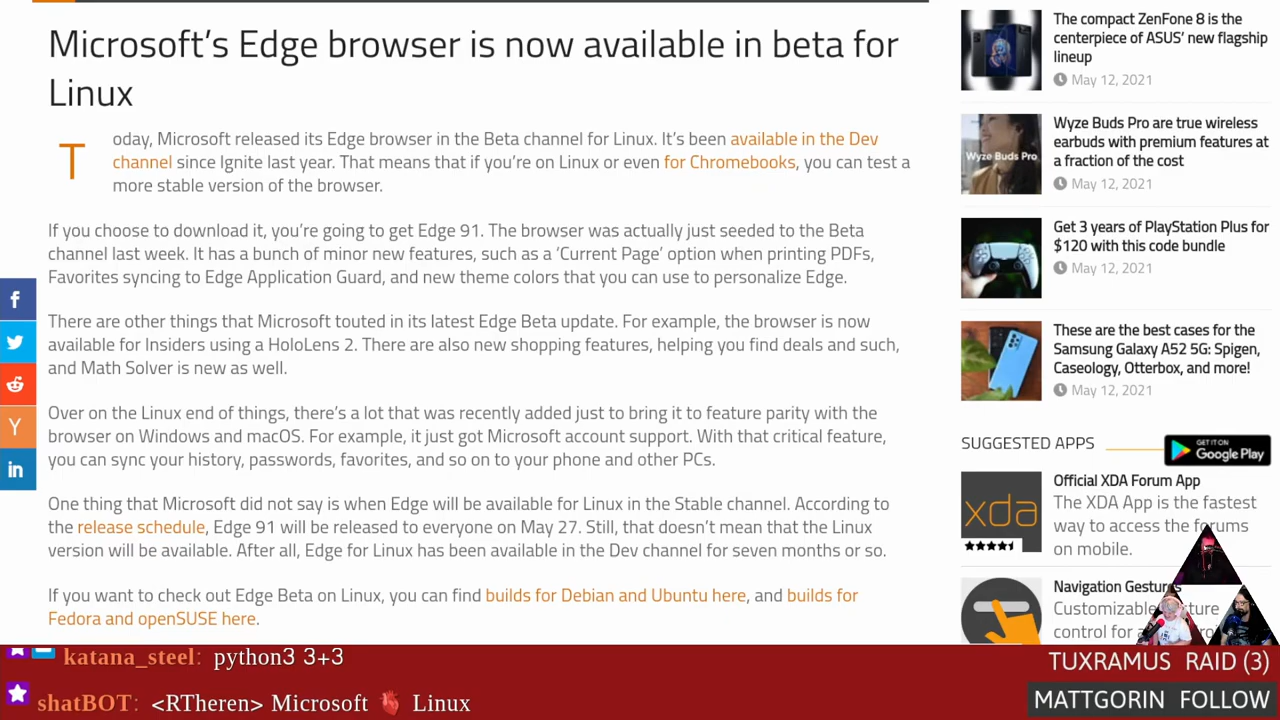 Microsoft's Edge browser is now available in beta for
Linux
Today, Microsoft released its Edge browser in the Beta channel for Linux. It's been available in the Dev
channel since Ignite last year. That means that if you're on Linux or even for Chromebooks, you can test a
more stable version of the browser.
If you choose to download it, you're going to get Edge 91. The browser was actually just seeded to the Beta
channel last week. It has a bunch of minor new features, such as a 'Current Page' option when printing PDFs,
Favorites syncing to Edge Application Guard, and new theme colors that you can use to personalize Edge.
There are other things that Microsoft touted in its latest Edge Beta update. For example, the browser is now
available for Insiders using a HoloLens 2. There are also new shopping features, helping you find deals and such,
and Math Solver is new as well.
Over on the Linux end of things, there's a lot that was recently added just to bring it to feature parity with the
browser on Windows and macOS. For example, it just got Microsoft account support. With that critical feature,
you can sync your history, passwords, favorites, and so on to your phone and other PCs.
One thing that Microsoft did not say is when Edge will be available for Linux in the Stable channel. According to
the release schedule, Edge 91 will be released to everyone on May 27. Still, that doesn't mean that the Linux
version will be available. After all, Edge for Linux has been available in the Dev channel for seven months or so.
If you want to check out Edge Beta on Linux, you can find builds for Debian and Ubuntu here, and builds for
Fedora and openSUSE here.
The compact ZenFone 8 is the
centerpiece of ASUS' new flagship
lineup
May 12, 2021
Wyze Buds Pro
Wyze Buds Pro are true wireless
earbuds with premium features at
a fraction of the cost
May 12, 2021
Get 3 years of PlayStation Plus for
$120 with this code bundle
May 12, 2021
These are the best cases for the
Samsung Galaxy A52 5G: Spigen,
Caseology, Otterbox, and more!
May 12, 2021
SUGGESTED APPS
GET IT ON
Google Play
xda
Official XDA Forum App
The XDA App is the fastest
way to access the forums
on mobile.
Navigation Gestures
Customizable
control for
katana_steel: python3 3+3
shatBOT: <RTheren> Microsoft 🫀 Linux
TUXRAMUS RAID (3)
MATTGORIN FOLLOW